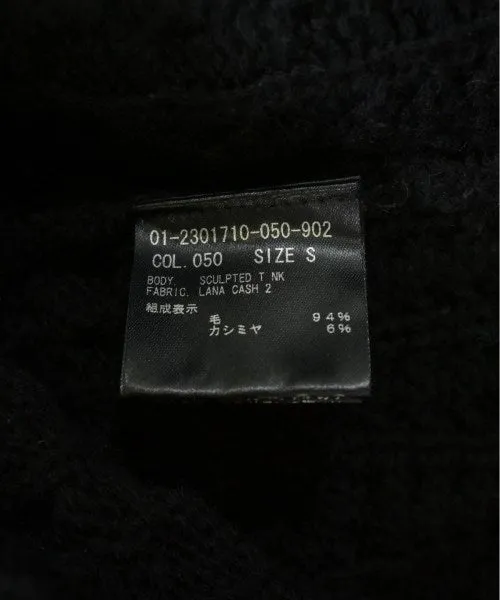 01-2301710-050-902
COL.050 SIZE S
BODY. SCULPTED T NK
FABRIC. LANA CASH 2
組成表示
毛 94%
カシミヤ 6%